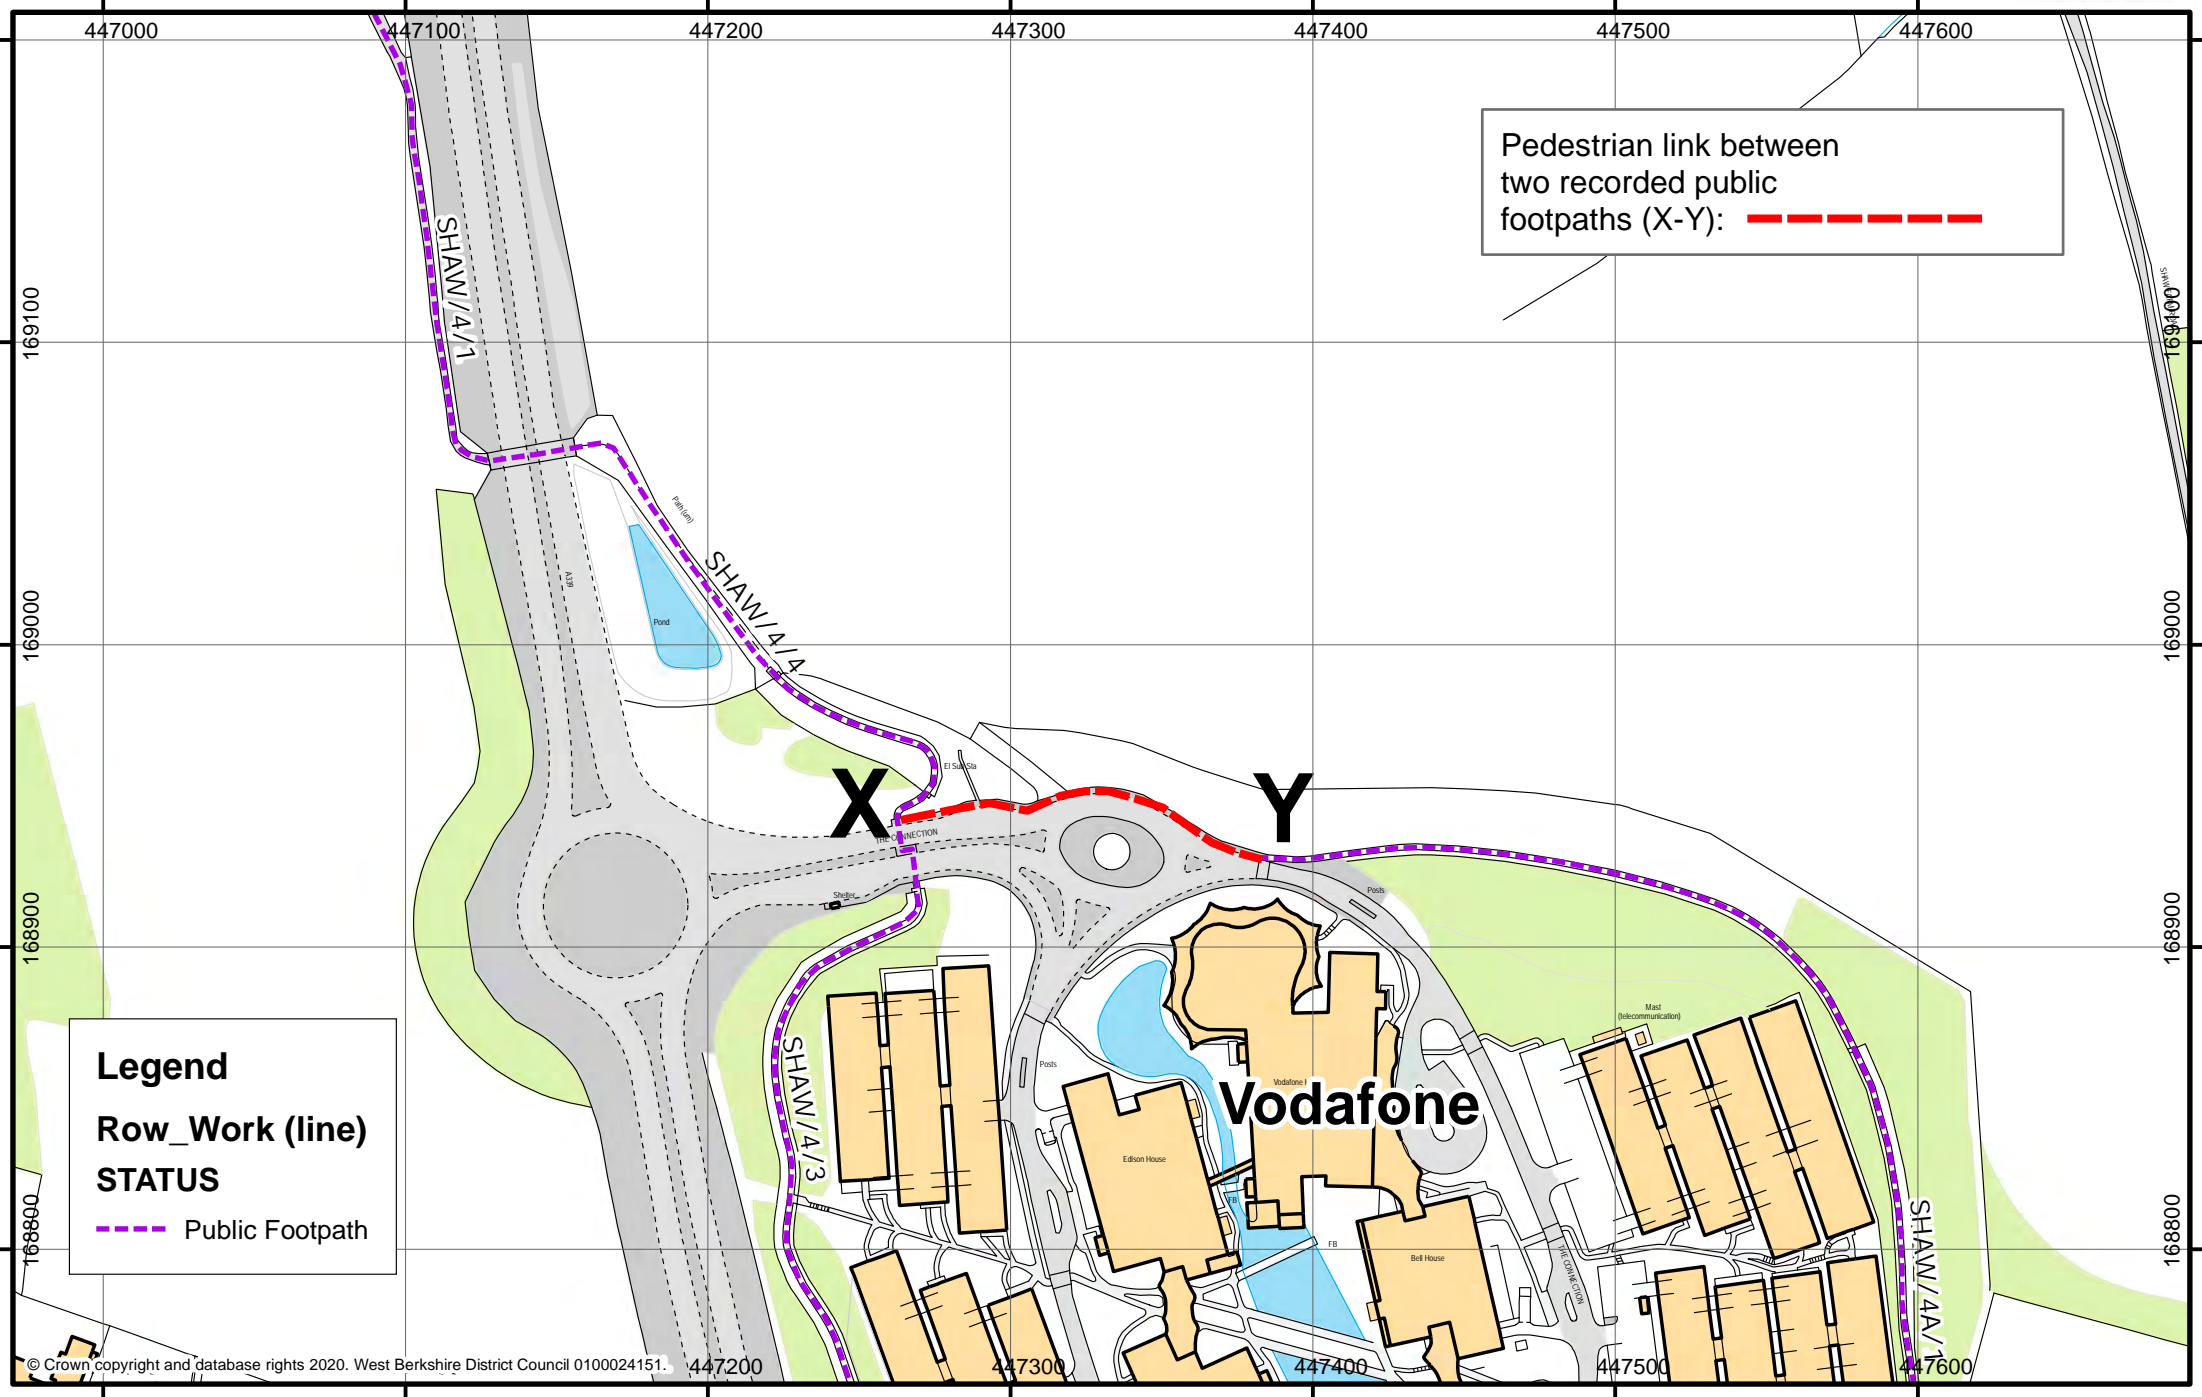 447000
447100
447200
447300
447400
447500
447600
Pedestrian link between
two recorded public
footpaths (X-Y):
SHAW/4/1
169100
169100
Path (um)
A339
SHAW/4/4
Pond
169000
169000
El Sub Sta
X
Y
THE CONNECTION
Shelter
Posts
168900
168900
Mast
(telecommunication)
SHAW/4/3
Posts
Vodafone
Vodafone
Legend
Row_Work (line)
STATUS
Public Footpath
Edison House
FB
FB
Bell House
THE CONNECTION
168800
168800
SHAW/4A/1
© Crown copyright and database rights 2020. West Berkshire District Council 0100024151.
447200
447300
447400
447500
447600